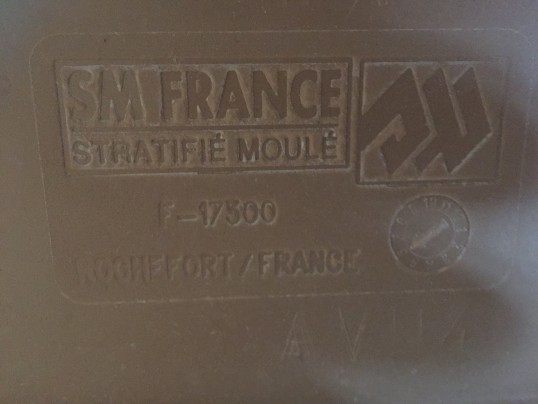 SM FRANCE
STRATIFIÉ MOULÉ
F-17300
ROCHEFORT/FRANCE